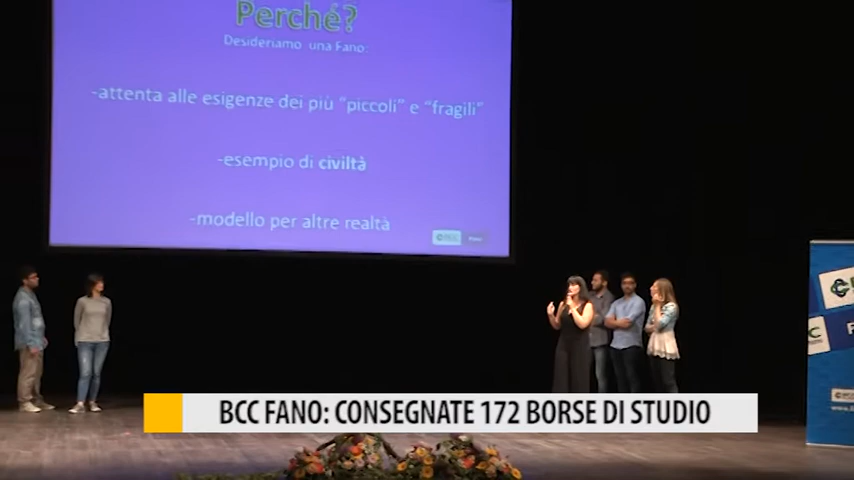 Perché?
Desideriamo una Fano:
-attenta alle esigenze dei più "piccoli" e "fragili"
-esempio di civiltà
-modello per altre realtà
BCC FANO: CONSEGNATE 172 BORSE DI STUDIO